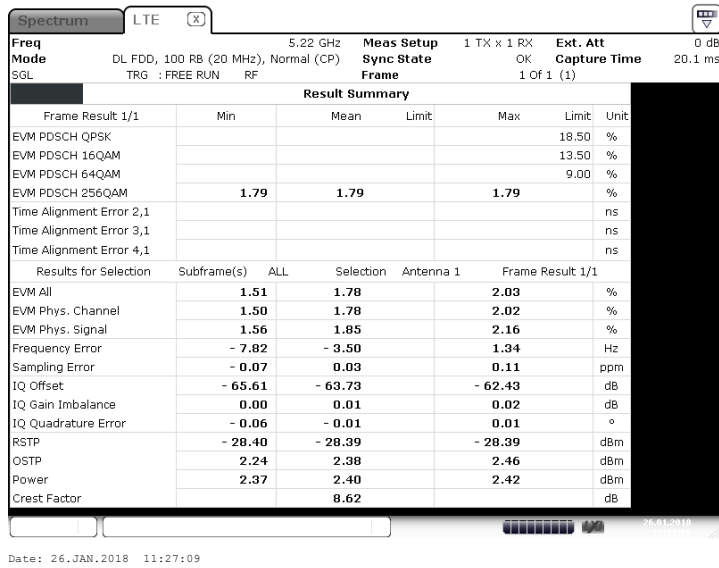 Spectrum LTE X
Freq 5.22 GHz Meas Setup 1 TX x 1 RX Ext. Att 0 dB
Mode DL FDD, 100 RB (20 MHz), Normal (CP) Sync State OK Capture Time 20.1 ms
SGL TRG : FREE RUN RF Frame 1 Of 1 (1)
Result Summary
Frame Result 1/1 Min Mean Limit Max Limit Unit
EVM PDSCH QPSK 18.50 %
EVM PDSCH 16QAM 13.50 %
EVM PDSCH 64QAM 9.00 %
EVM PDSCH 256QAM 1.79 1.79 1.79 %
Time Alignment Error 2,1 ns
Time Alignment Error 3,1 ns
Time Alignment Error 4,1 ns
Results for Selection Subframe(s) ALL Selection Antenna 1 Frame Result 1/1
EVM All 1.51 1.78 2.03 %
EVM Phys. Channel 1.50 1.78 2.02 %
EVM Phys. Signal 1.56 1.85 2.16 %
Frequency Error - 7.82 - 3.50 1.34 Hz
Sampling Error - 0.07 0.03 0.11 ppm
IQ Offset - 65.61 - 63.73 - 62.43 dB
IQ Gain Imbalance 0.00 0.01 0.02 dB
IQ Quadrature Error - 0.06 - 0.01 0.01 °
RSTP - 28.40 - 28.39 - 28.39 dBm
OSTP 2.24 2.38 2.46 dBm
Power 2.37 2.40 2.42 dBm
Crest Factor 8.62 dB
26.01.2018
Date: 26.JAN.2018 11:27:09